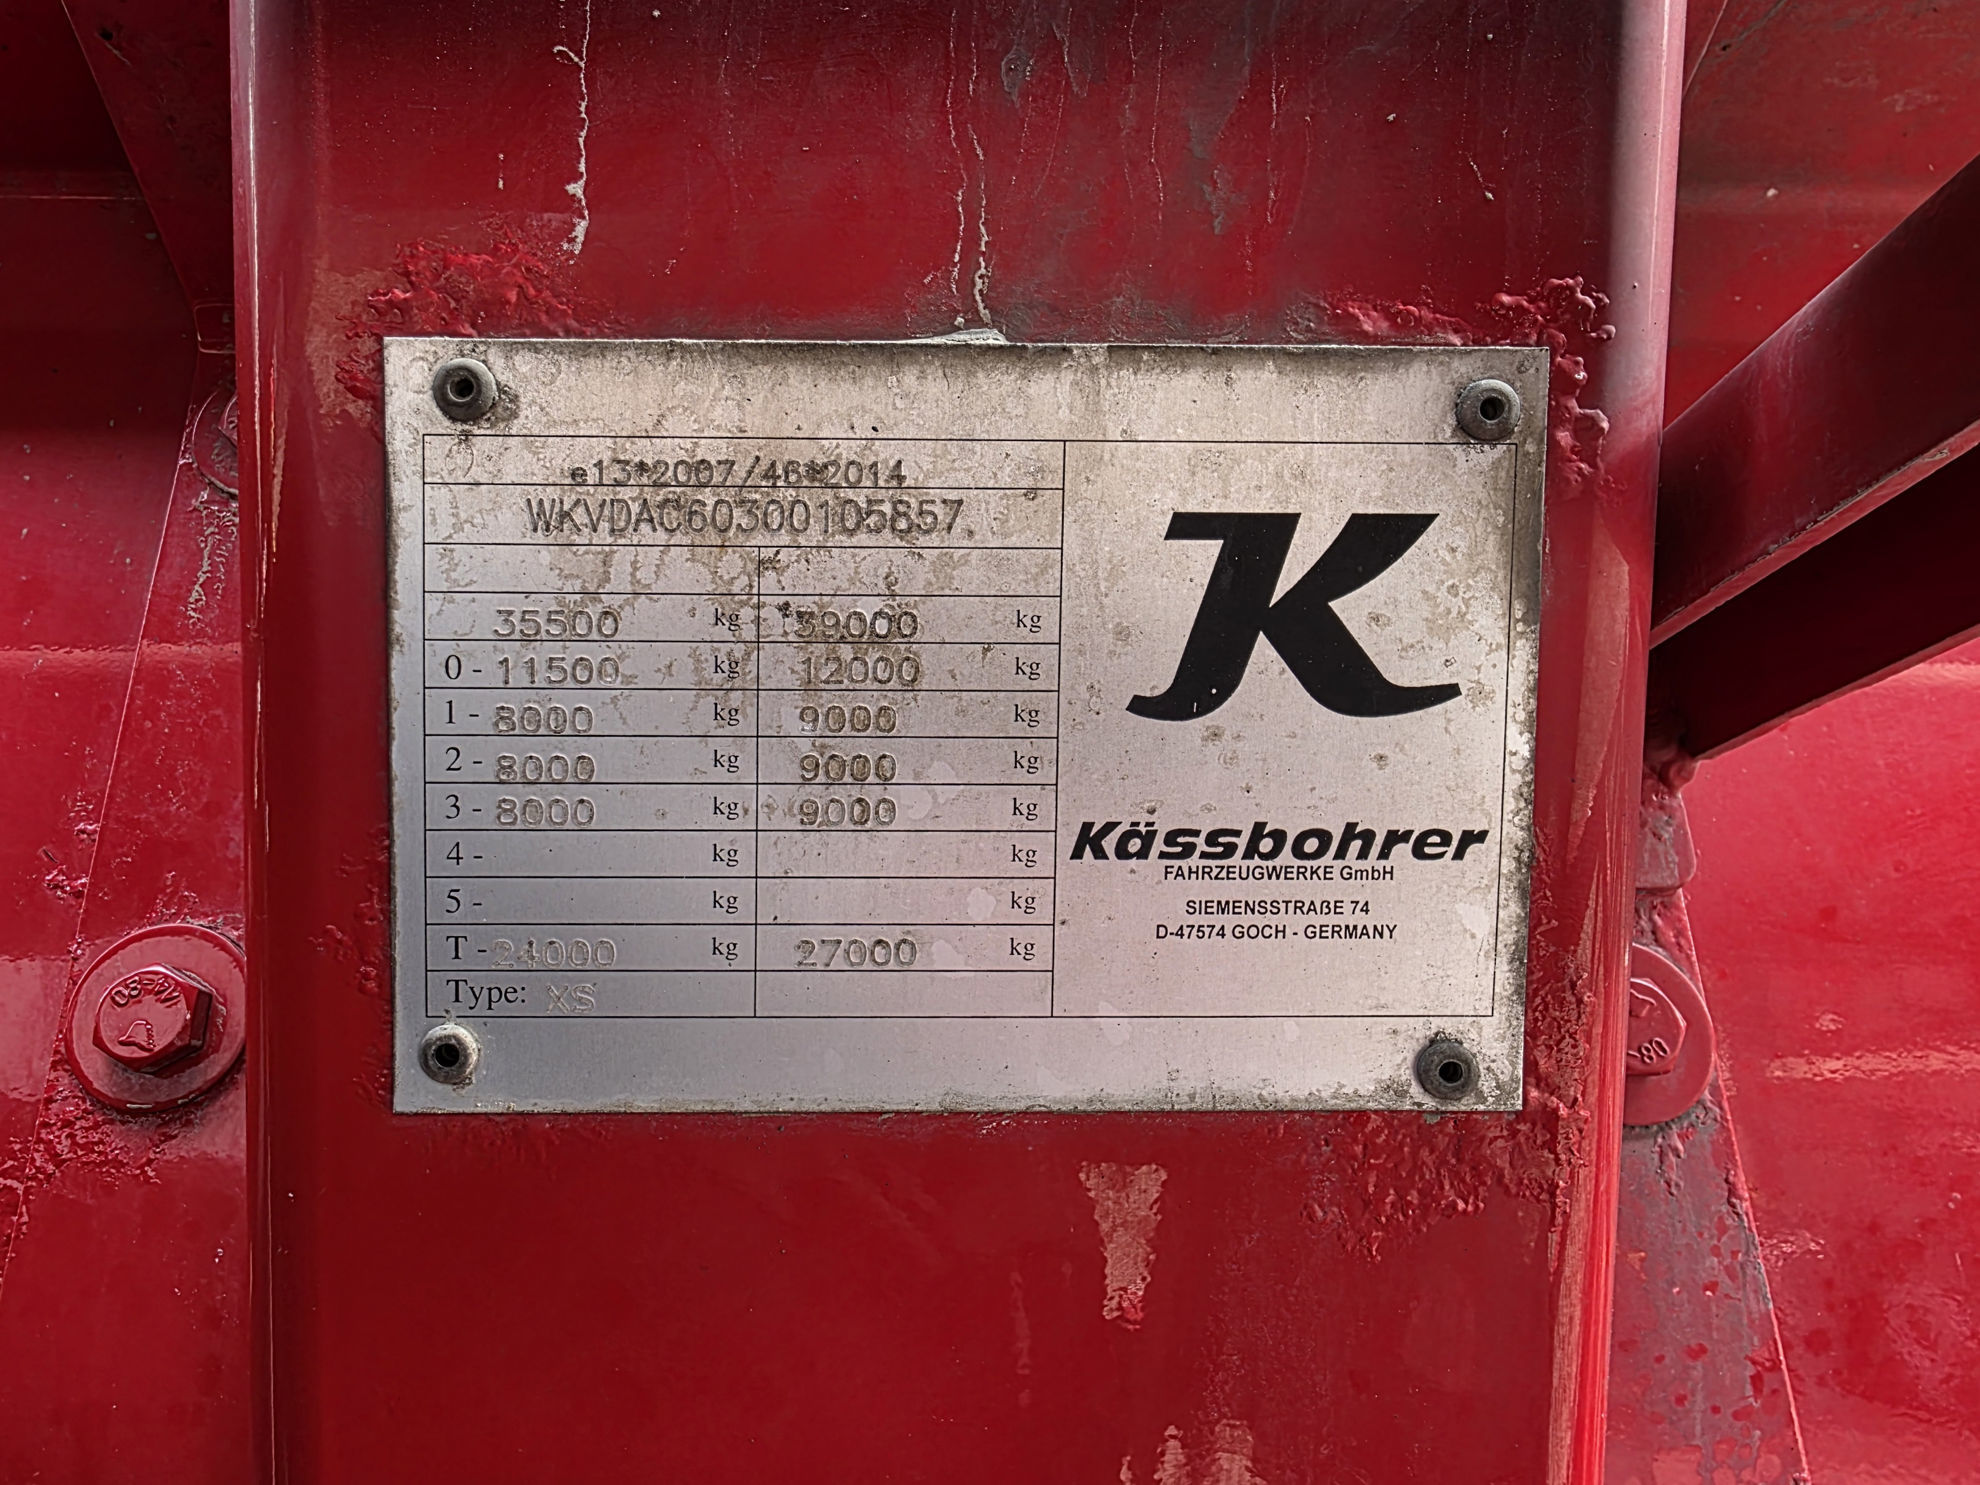 e13*2007/46*2014
WKVDAC60300105857
35500 kg 39000 kg
0 - 11500 kg 12000 kg
1 - 8000 kg 9000 kg
2 - 8000 kg 9000 kg
3 - 8000 kg 9000 kg
4 - kg kg
5 - kg kg
T - 24000 kg 27000 kg
Type: XS
K
Kässbohrer
FAHRZEUGWERKE GmbH
SIEMENSSTRAßE 74
D-47574 GOCH - GERMANY